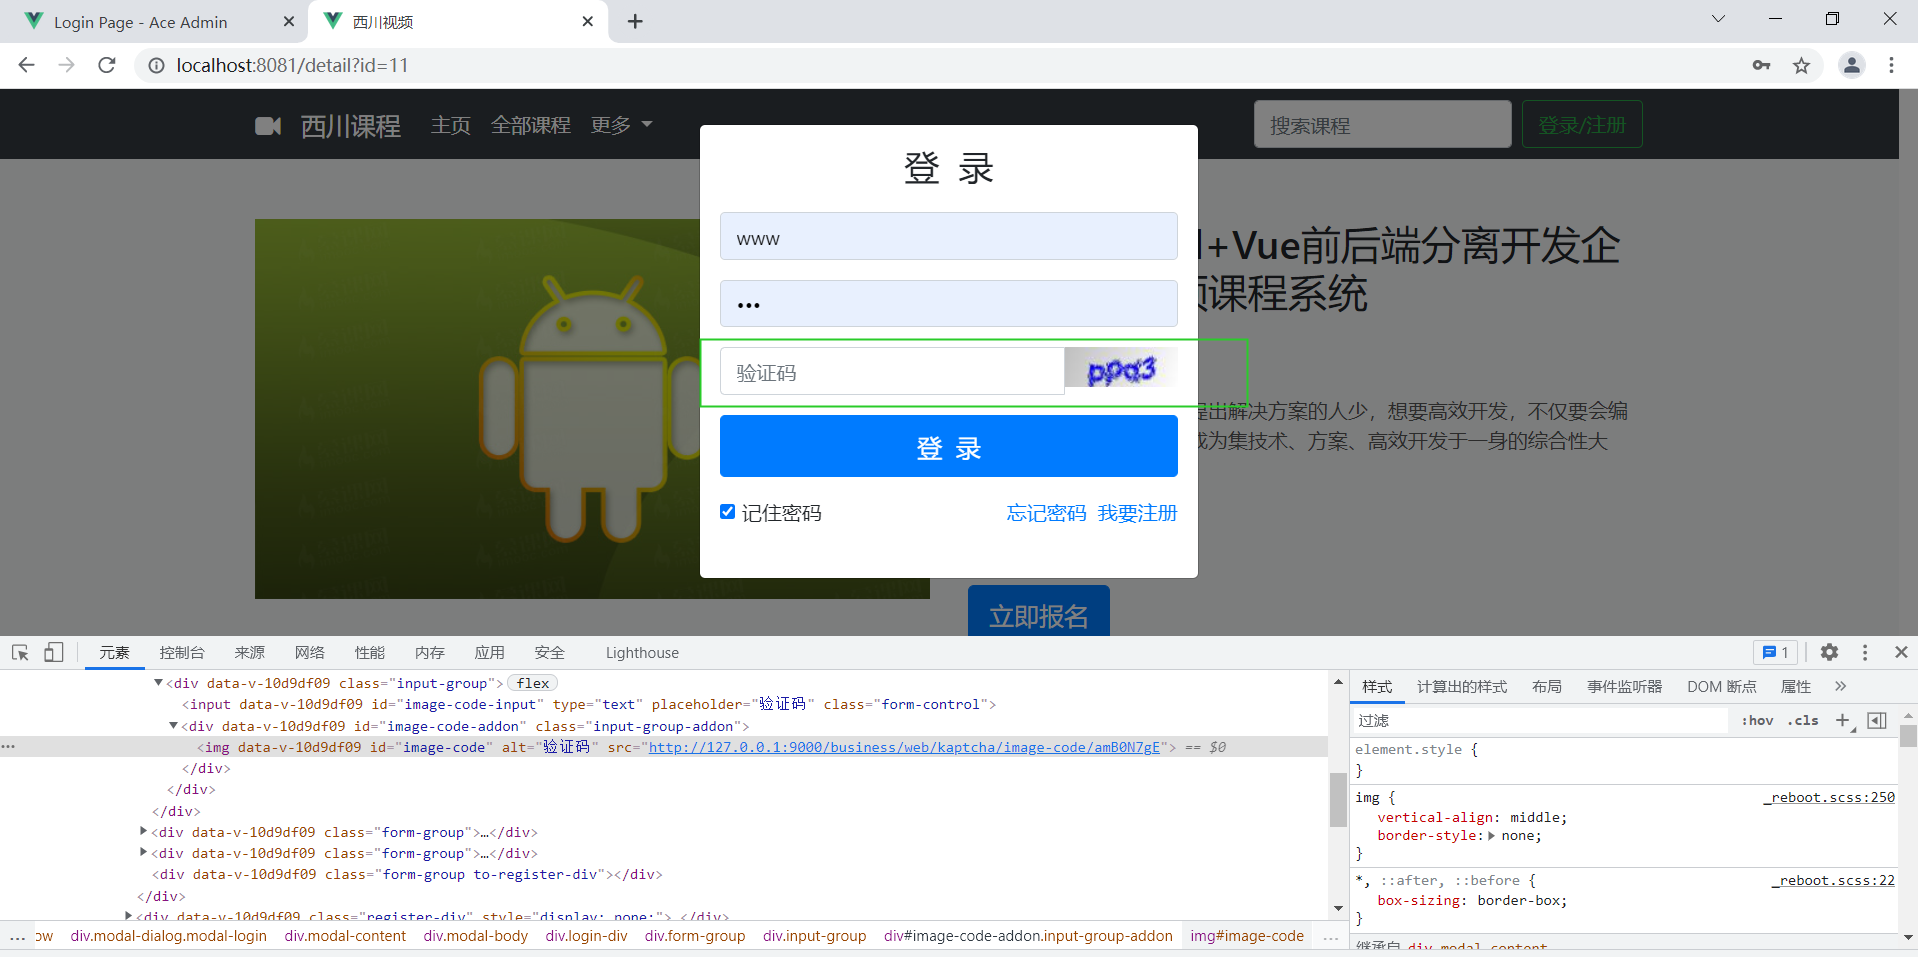 Login Page - Ace Admin
西川视频
localhost:8081/detail?id=11
西川课程 主页 全部课程 更多
搜索课程
登录/注册
登 录
www
•••
验证码
ppq3
登 录
记住密码
忘记密码 我要注册
+Vue前后端分离开发企
课程系统
出解决方案的人少，想要高效开发，不仅要会编
为集技术、方案、高效开发于一身的综合性大
立即报名
元素 控制台 来源 网络 性能 内存 应用 安全 Lighthouse
1
▼<div data-v-10d9df09 class="input-group"> flex
<input data-v-10d9df09 id="image-code-input" type="text" placeholder="验证码" class="form-control">
▼<div data-v-10d9df09 id="image-code-addon" class="input-group-addon">
<img data-v-10d9df09 id="image-code" alt="验证码" src="http://127.0.0.1:9000/business/web/kaptcha/image-code/amB0N7gE"> == $0
</div>
</div>
</div>
▶<div data-v-10d9df09 class="form-group">…</div>
▶<div data-v-10d9df09 class="form-group">…</div>
<div data-v-10d9df09 class="form-group to-register-div"></div>
</div>
▶<div data-v-10d9df09 class="register-div" style="display: none;"> </div>
... ow div.modal-dialog.modal-login div.modal-content div.modal-body div.login-div div.form-group div.input-group div#image-code-addon.input-group-addon img#image-code ...
样式 计算出的样式 布局 事件监听器 DOM 断点 属性 »
过滤
:hov .cls +
element.style {
}
img {
_reboot.scss:250
vertical-align: middle;
border-style: ▶ none;
}
*, ::after, ::before {
_reboot.scss:22
box-sizing: border-box;
}
继承自 div.modal-content